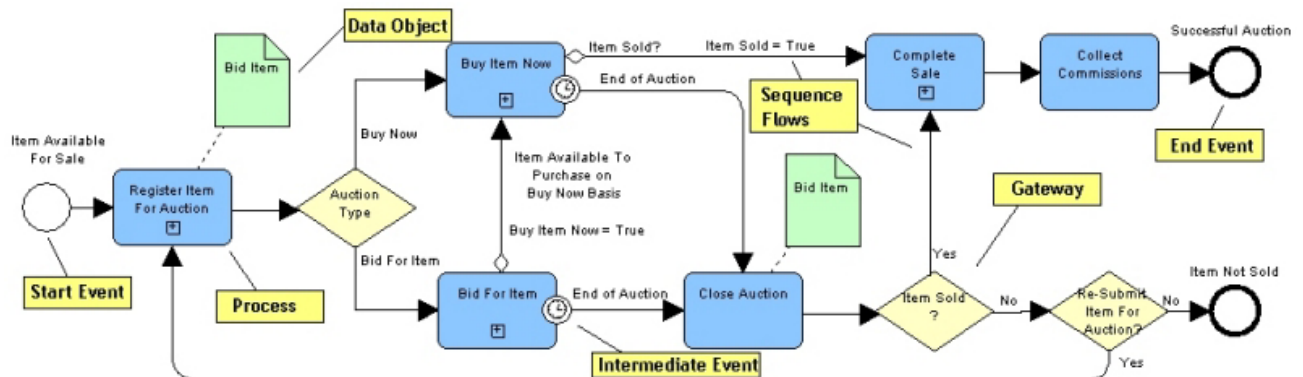 Data Object
Bid Item
Buy Item Now
Item Sold?
Item Sold = True
End of Auction
Complete
Sale
Collect
Commissions
Successful Auction
Sequence
Flows
End Event
Item Available
For Sale
Register Item
For Auction
Buy Now
Auction
Type
Item Available To
Purchase on
Buy Now Basis
Buy Item Now = True
Bid Item
Gateway
Start Event
Process
Bid For Item
Bid For Item
End of Auction
Close Auction
Intermediate Event
Yes
Item Sold
?
No
Re-Submit
Item For
Auction?
No
Yes
Item Not Sold